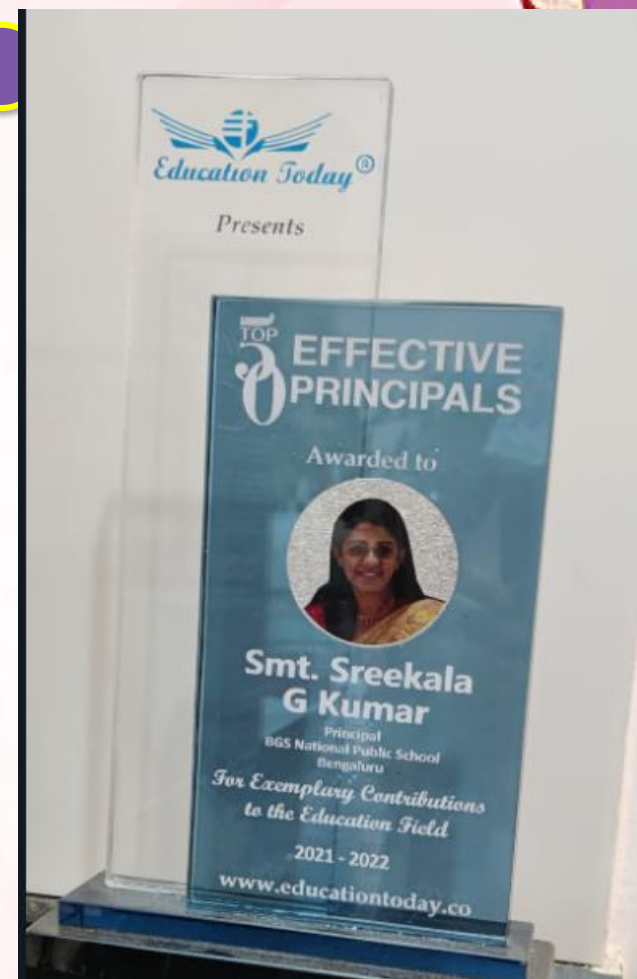 Education Today®
Presents
TOP
50
EFFECTIVE
PRINCIPALS
Awarded to
Smt. Sreekala
G Kumar
Principal
BGS National Public School
Bengaluru
For Exemplary Contributions
to the Education Field
2021 - 2022
www.educationtoday.co